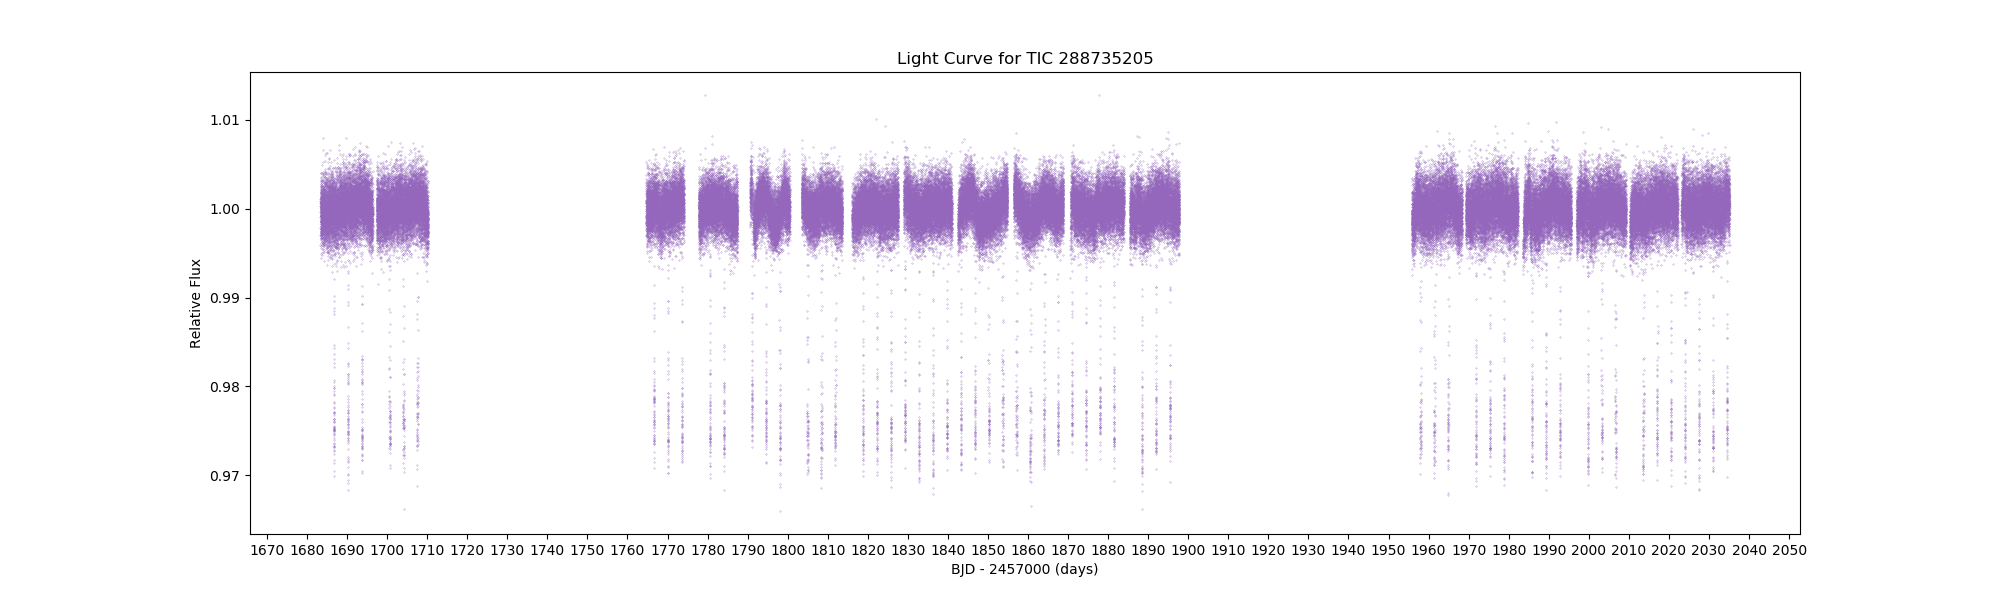 Light Curve for TIC 288735205
Relative Flux
1.01
1.00
0.99
0.98
0.97
1670 1680 1690 1700 1710 1720 1730 1740 1750 1760 1770 1780 1790 1800 1810 1820 1830 1840 1850 1860 1870 1880 1890 1900 1910 1920 1930 1940 1950 1960 1970 1980 1990 2000 2010 2020 2030 2040 2050
BJD - 2457000 (days)